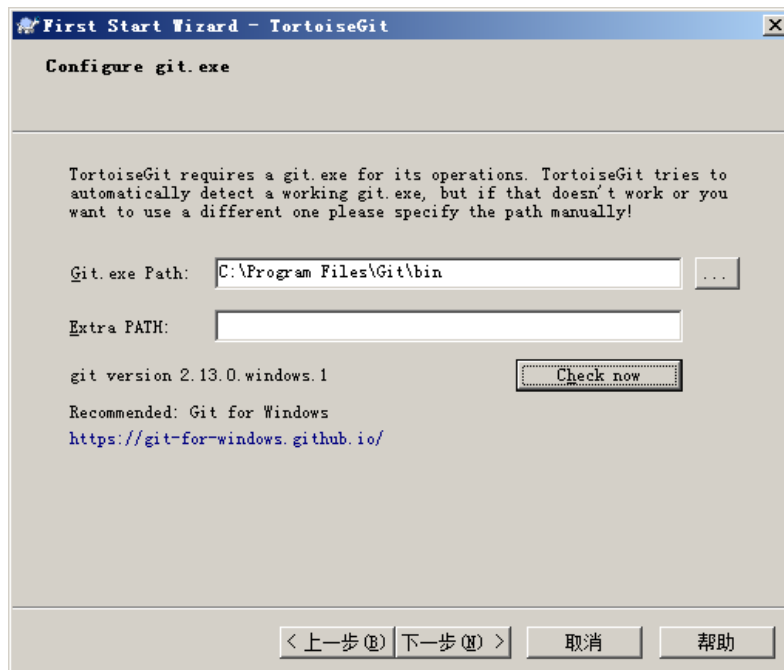 First Start Wizard - TortoiseGit
Configure git.exe
TortoiseGit requires a git.exe for its operations. TortoiseGit tries to
automatically detect a working git.exe, but if that doesn't work or you
want to use a different one please specify the path manually!
Git.exe Path: C:\Program Files\Git\bin ...
Extra PATH:
git version 2.13.0.windows.1 Check now
Recommended: Git for Windows
https://git-for-windows.github.io/
< 上一步(B) 下一步(N) > 取消 帮助